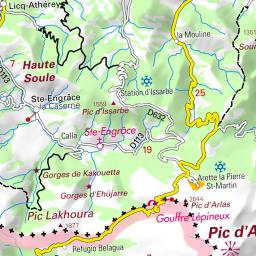 Licq-Athérey
la Mouline
Haute
Soule
7
Station d'Issarbe
25
D113
Ste-Engrâce
la Caserne
1559
Pic d'Issarbe
D632
Calla
Ste-Engrâce
D113
19
Gorges de Kakouetta
Arette la Pierre
St-Martin
Gorges d'Ehüjarre
2044
Pic d'Arlas
Pic Lakhoura
1877
Gouffre Lépineux
Pic d'A
Refugio Belagua